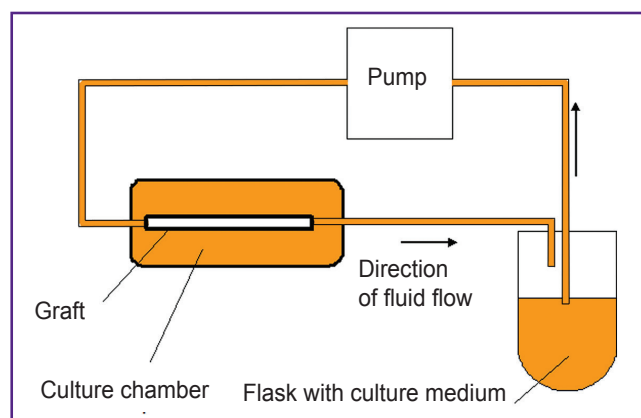 Pump
Direction
of fluid flow
Graft
Culture chamber
Flask with culture medium